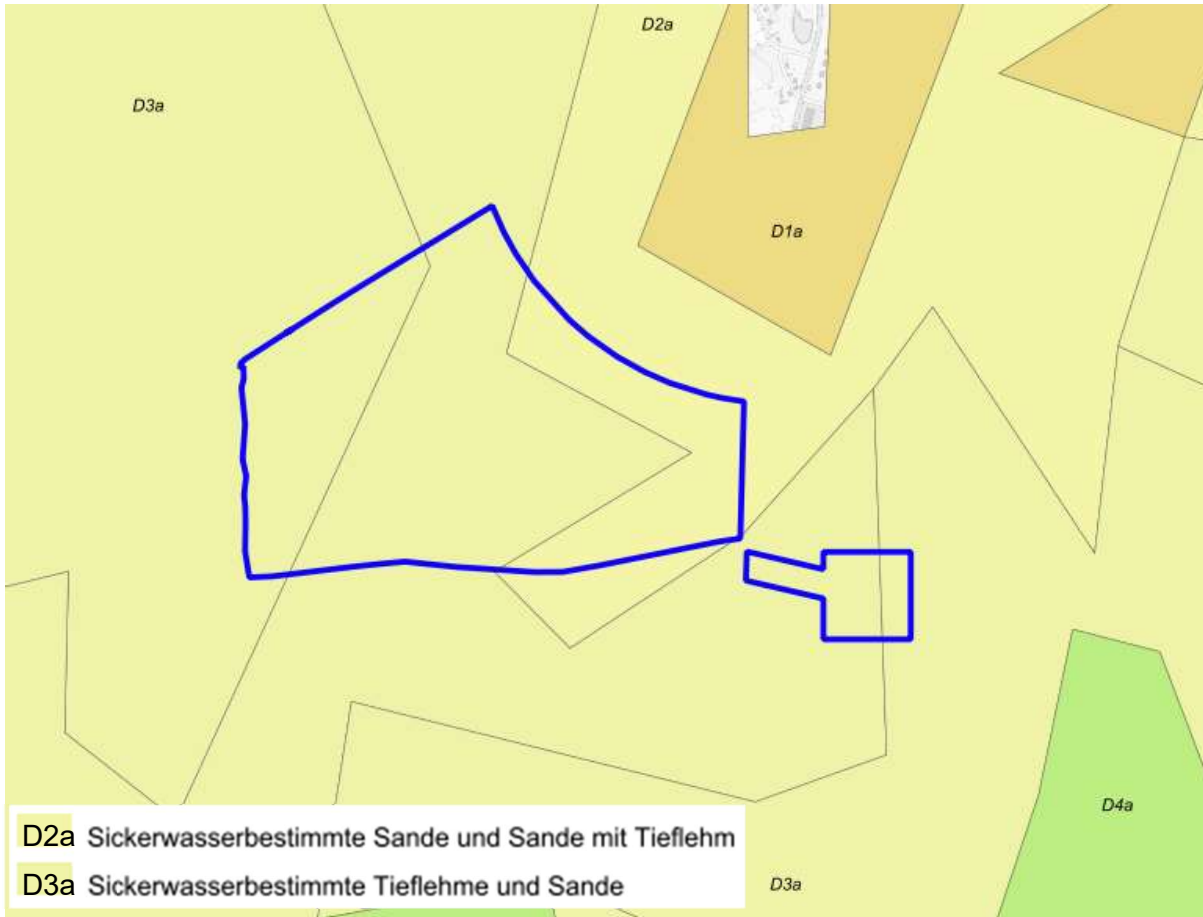 D2a
D3a
D1a
D4a
D3a
D2a Sickerwasserbestimmte Sande und Sande mit Tieflehm
D3a Sickerwasserbestimmte Tieflehme und Sande